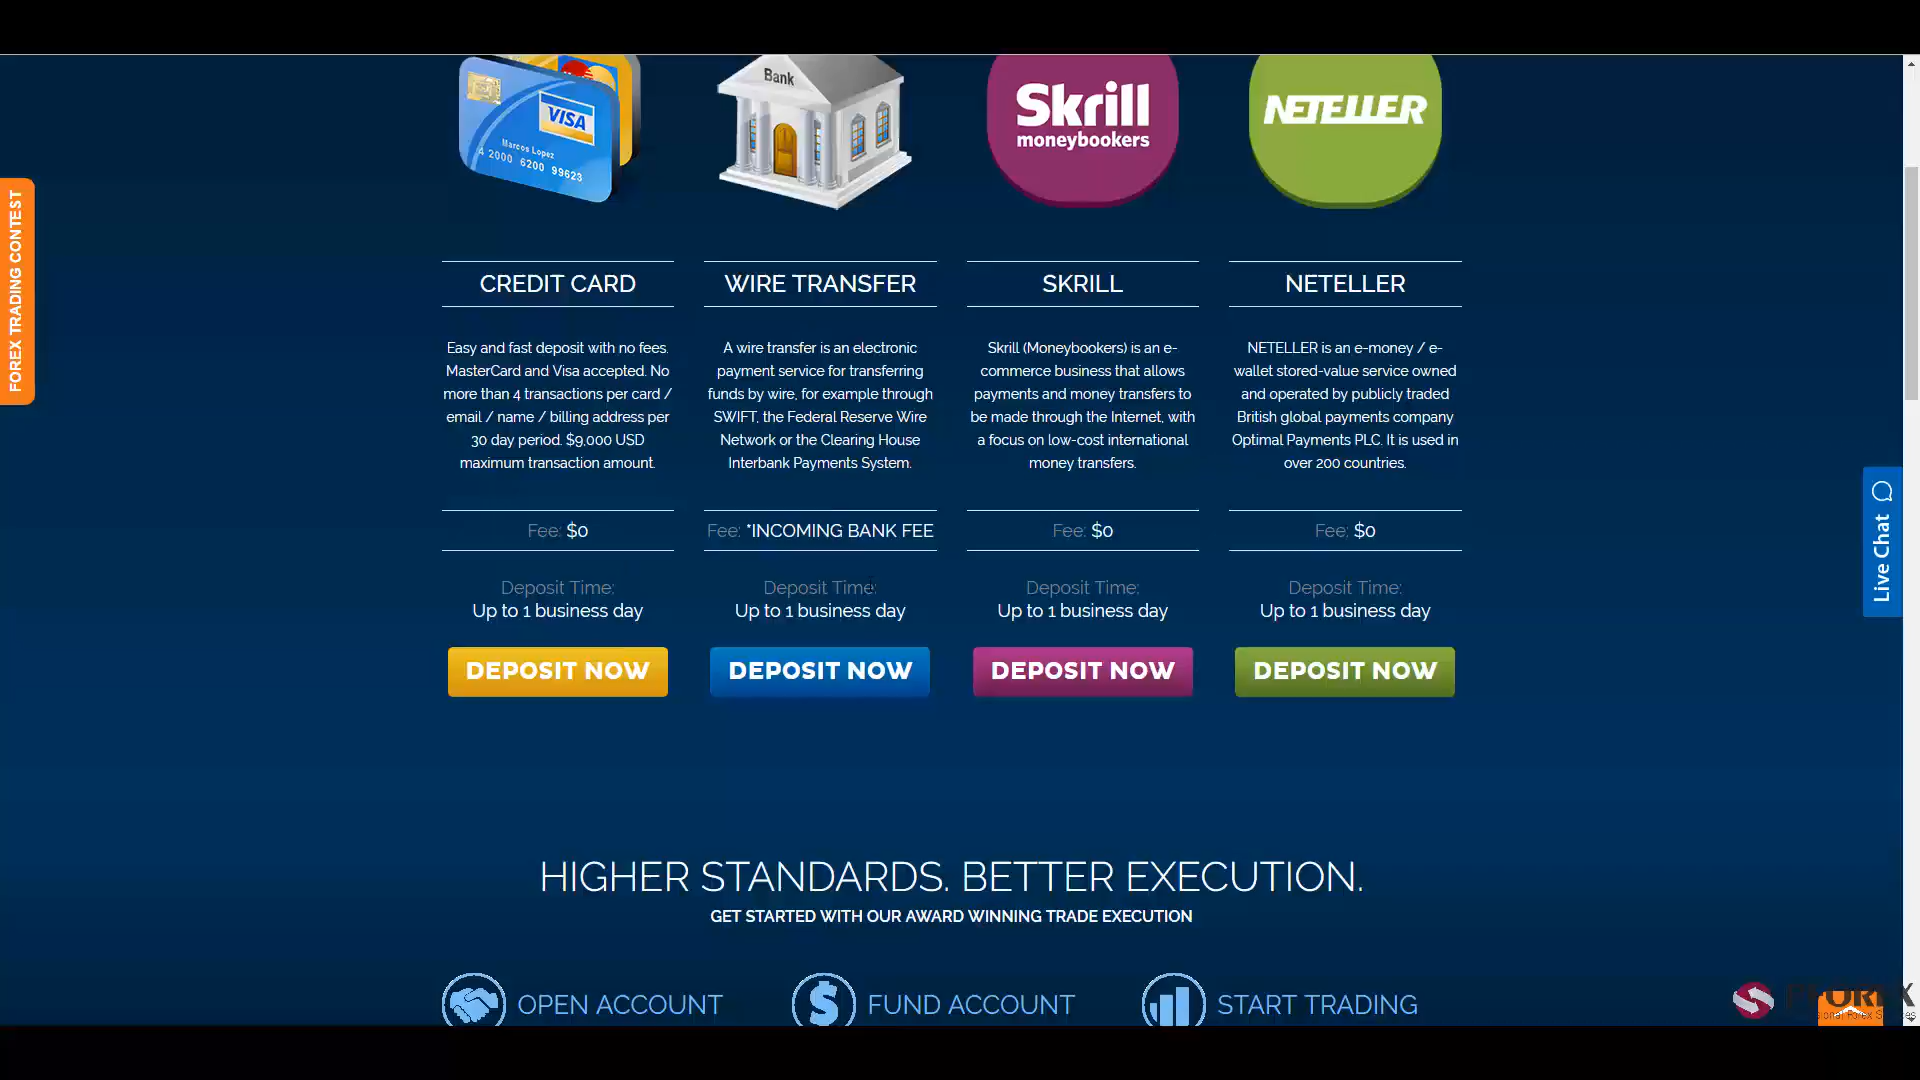 Bank
VISA
Marcos Lopez
4 2000 6200 99623
Skrill
moneybookers
NETELLER
FOREX TRADING CONTEST
CREDIT CARD
Easy and fast deposit with no fees.
MasterCard and Visa accepted. No
more than 4 transactions per card /
email / name / billing address per
30 day period. $9,000 USD
maximum transaction amount.
Fee: $0
Deposit Time:
Up to 1 business day
DEPOSIT NOW
WIRE TRANSFER
A wire transfer is an electronic
payment service for transferring
funds by wire, for example through
SWIFT, the Federal Reserve Wire
Network or the Clearing House
Interbank Payments System.
Fee: *INCOMING BANK FEE
Deposit Time:
Up to 1 business day
DEPOSIT NOW
SKRILL
Skrill (Moneybookers) is an e-
commerce business that allows
payments and money transfers to
be made through the Internet, with
a focus on low-cost international
money transfers.
Fee: $0
Deposit Time:
Up to 1 business day
DEPOSIT NOW
NETELLER
NETELLER is an e-money / e-
wallet stored-value service owned
and operated by publicly traded
British global payments company
Optimal Payments PLC. It is used in
over 200 countries.
Fee: $0
Deposit Time:
Up to 1 business day
DEPOSIT NOW
Live Chat
HIGHER STANDARDS. BETTER EXECUTION.
GET STARTED WITH OUR AWARD WINNING TRADE EXECUTION
OPEN ACCOUNT
FUND ACCOUNT
START TRADING